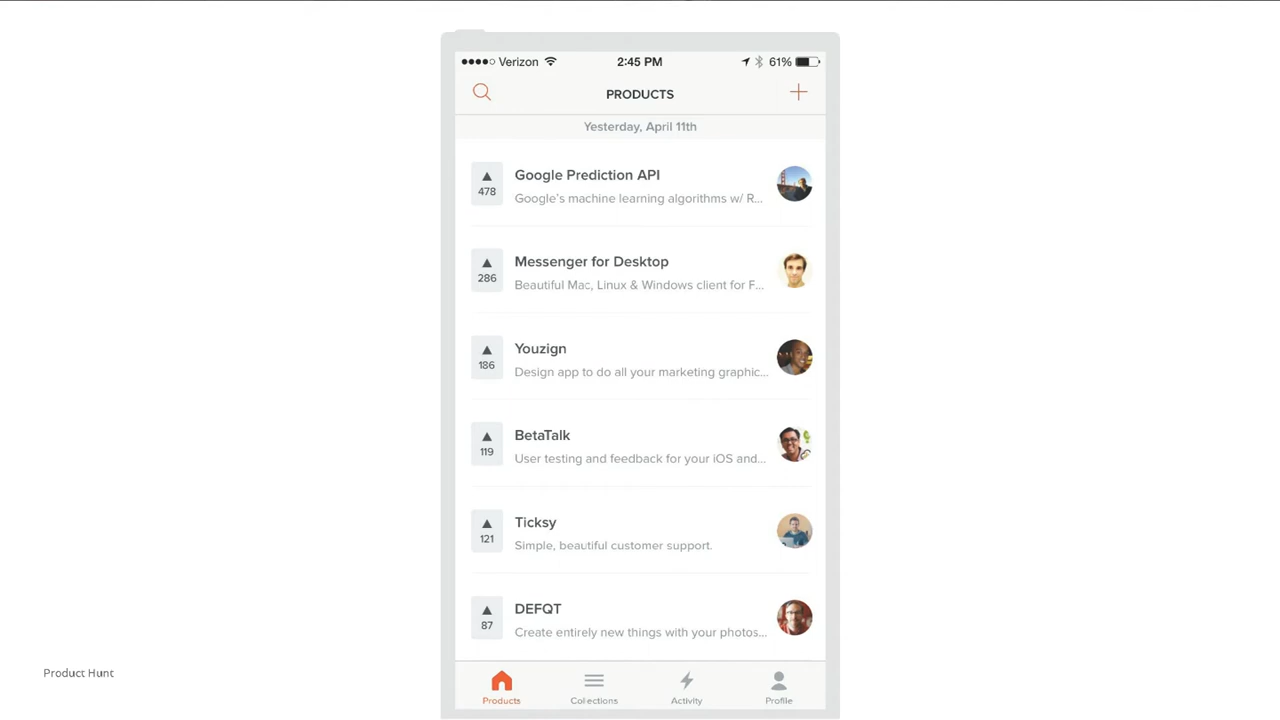 Verizon 2:45 PM 61%
PRODUCTS
Yesterday, April 11th
Google Prediction API
478
Google's machine learning algorithms w/ R...
Messenger for Desktop
286
Beautiful Mac, Linux & Windows client for F...
Youzign
186
Design app to do all your marketing graphic...
BetaTalk
119
User testing and feedback for your iOS and...
Ticksy
121
Simple, beautiful customer support.
DEFQT
87
Create entirely new things with your photos...
Product Hunt
Products Collections Activity Profile